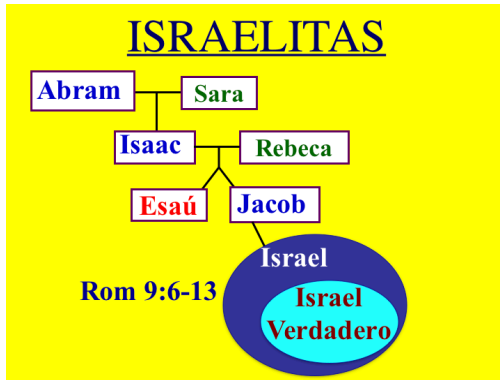 ISRAELITAS
Abram
Sara
Isaac
Rebeca
Esaú
Jacob
Israel
Rom 9:6-13
Israel
Verdadero